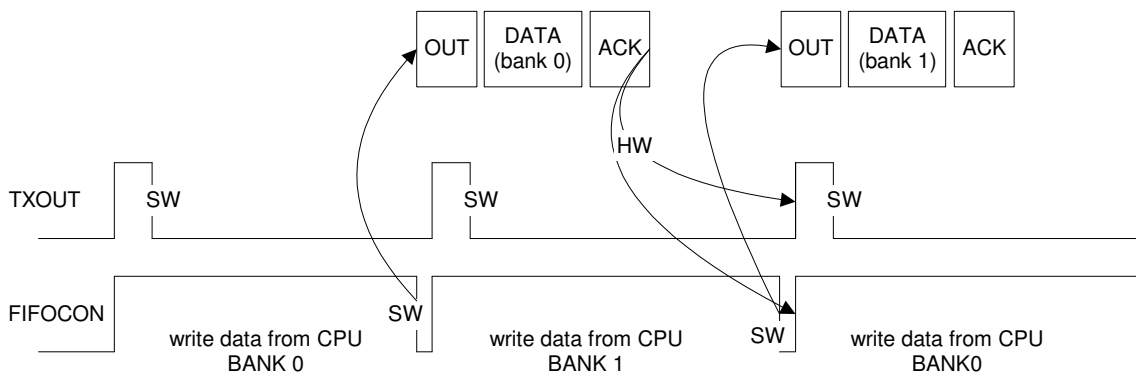 OUT DATA (bank 0) ACK OUT DATA (bank 1) ACK
HW
TXOUT SW SW SW
FIFOCON SW SW
write data from CPU write data from CPU write data from CPU
BANK 0 BANK 1 BANK0